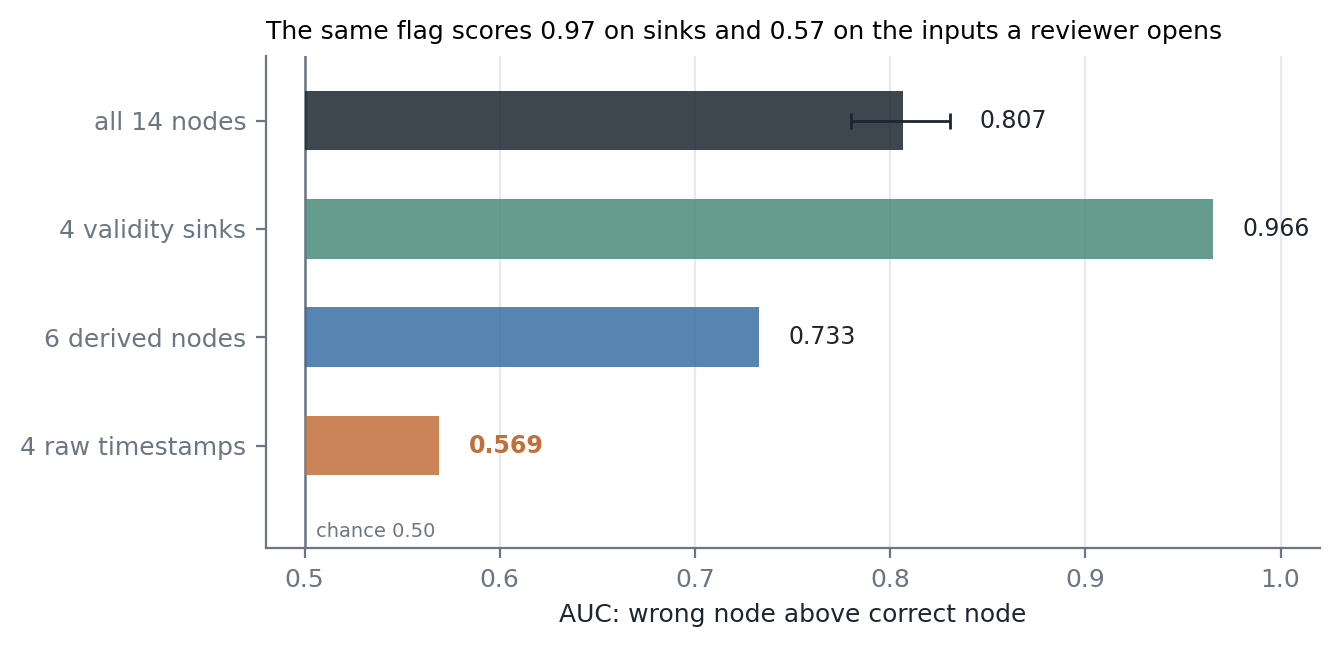 The same flag scores 0.97 on sinks and 0.57 on the inputs a reviewer opens
all 14 nodes
0.807
4 validity sinks
0.966
6 derived nodes
0.733
4 raw timestamps
0.569
chance 0.50
0.5 0.6 0.7 0.8 0.9 1.0
AUC: wrong node above correct node